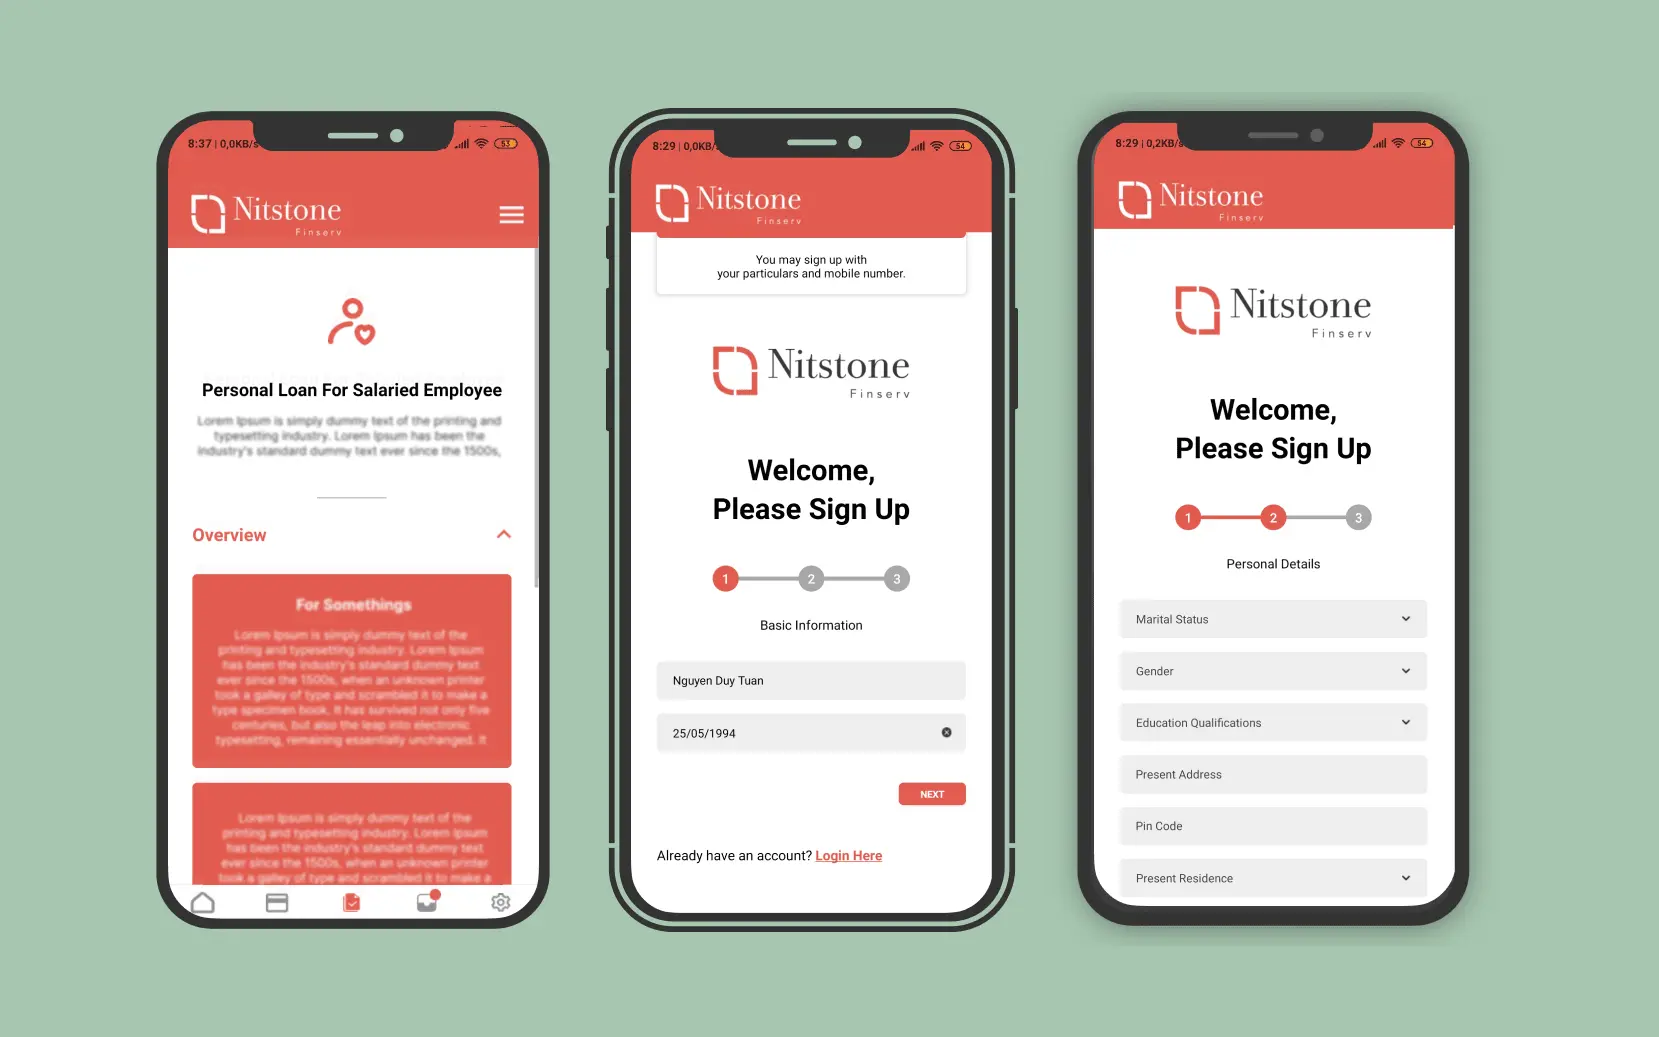 8:37 | 0,0KB/s
53
Nitstone
Finserv
Personal Loan For Salaried Employee
Lorem Ipsum is simply dummy text of the printing and
typesetting industry. Lorem Ipsum has been the
industry's standard dummy text ever since the 1500s,
Overview
For Somethings
Lorem Ipsum is simply dummy text of the
printing and typesetting industry. Lorem Ipsum
has been the industry's standard dummy text
ever since the 1500s, when an unknown printer
took a galley of type and scrambled it to make a
type specimen book. It has survived not only five
centuries, but also the leap into electronic
typesetting, remaining essentially unchanged. It
Lorem Ipsum is simply dummy text of the
printing and typesetting industry. Lorem Ipsum
has been the industry's standard dummy text
ever since the 1500s, when an unknown printer
took a galley of type and scrambled it to make a
8:29 | 0,0KB/
54
Nitstone
Finserv
You may sign up with
your particulars and mobile number.
Nitstone
Finserv
Welcome,
Please Sign Up
1 2 3
Basic Information
Nguyen Duy Tuan
25/05/1994
NEXT
Already have an account? Login Here
8:29 | 0,2KB/s
54
Nitstone
Finserv
Nitstone
Finserv
Welcome,
Please Sign Up
1 2 3
Personal Details
Marital Status
Gender
Education Qualifications
Present Address
Pin Code
Present Residence